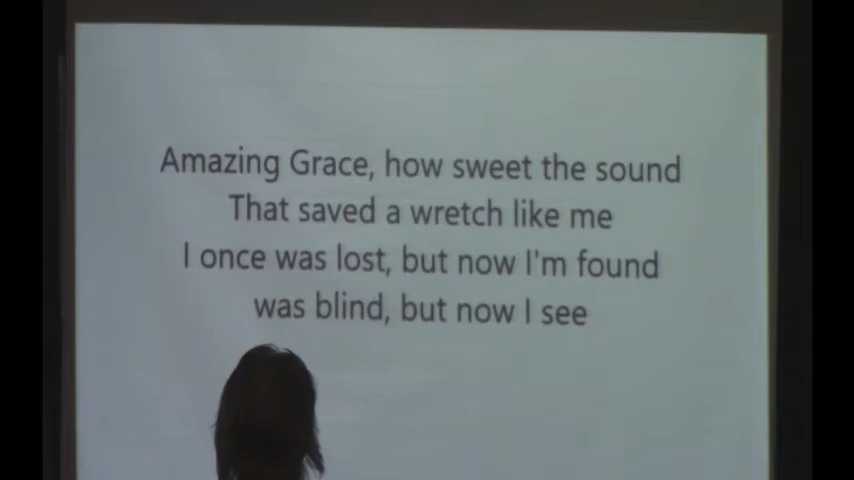 Amazing Grace, how sweet the sound
That saved a wretch like me
I once was lost, but now I'm found
was blind, but now I see